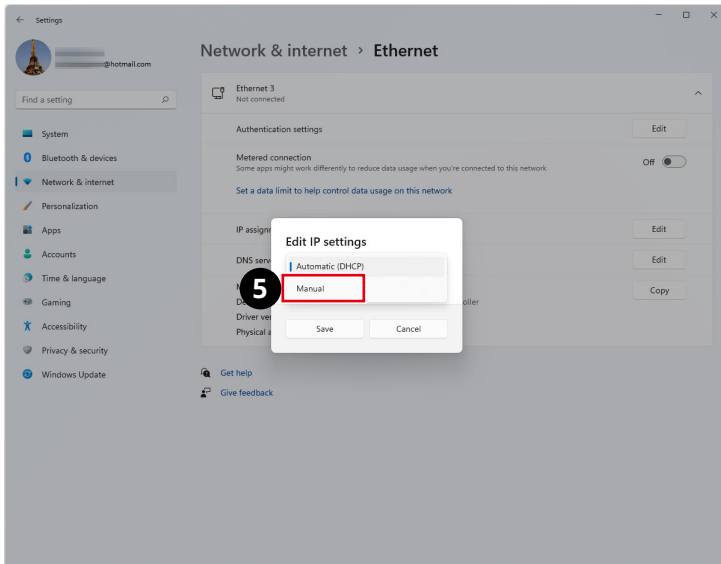 Settings
@hotmail.com
Find a setting
System
Bluetooth & devices
Network & internet
Personalization
Apps
Accounts
Time & language
Gaming
Accessibility
Privacy & security
Windows Update
Network & internet > Ethernet
Ethernet 3
Not connected
Authentication settings
Edit
Metered connection
Some apps might work differently to reduce data usage when you're connected to this network
Off
Set a data limit to help control data usage on this network
IP
Edit
DNS
Edit
Copy
Driver
Physical
Edit IP settings
Automatic (DHCP)
5
Manual
Save
Cancel
Get help
Give feedback